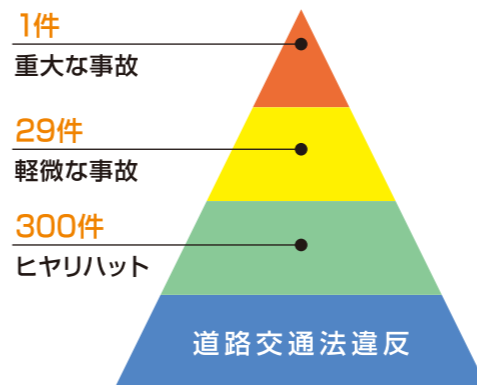 1件
重大な事故
29件
軽微な事故
300件
ヒヤリハット
道路交通法違反